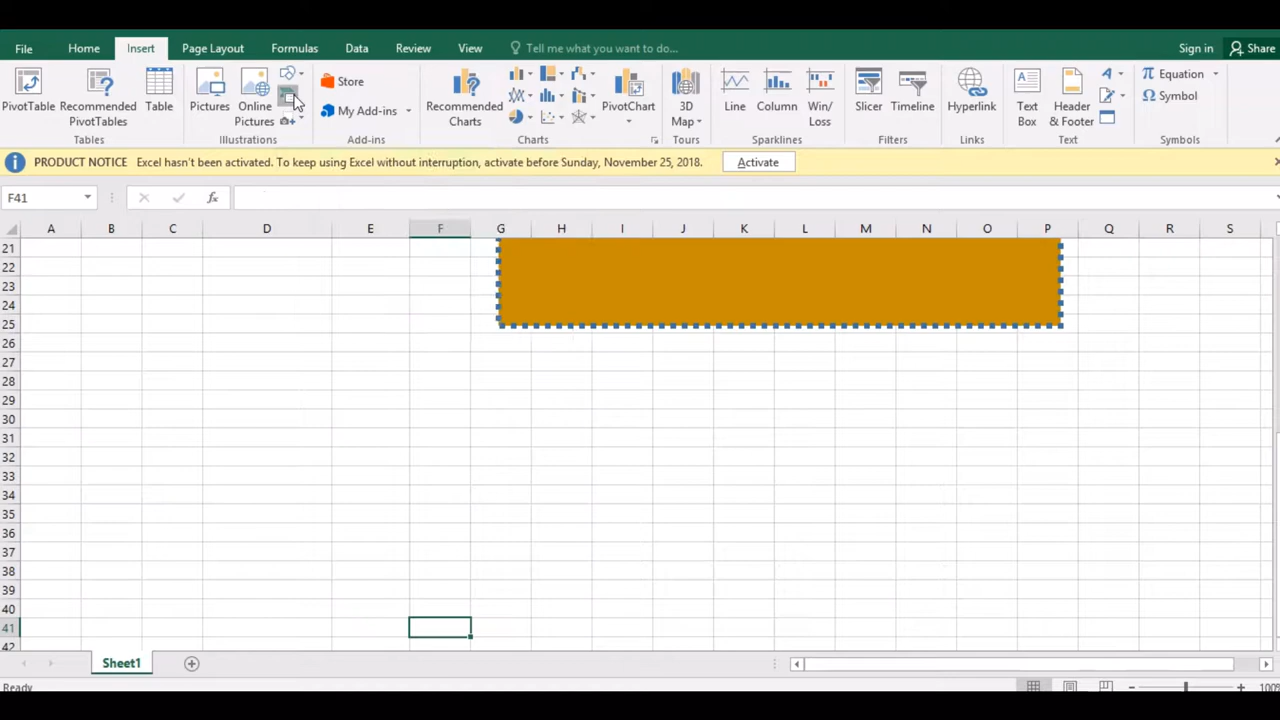 File Home Insert Page Layout Formulas Data Review View Tell me what you want to do... Sign in Share
PivotTable Recommended PivotTables Table Pictures Online Pictures Store My Add-ins Recommended Charts PivotChart 3D Map Line Column Win/ Loss Slicer Timeline Hyperlink Text Box Header & Footer Equation Symbol
Tables Illustrations Add-ins Charts Tours Sparklines Filters Links Text Symbols
PRODUCT NOTICE Excel hasn't been activated. To keep using Excel without interruption, activate before Sunday, November 25, 2018. Activate
F41 fx
A B C D E F G H I J K L M N O P Q R S
21
22
23
24
25
26
27
28
29
30
31
32
33
34
35
36
37
38
39
40
41
42
Sheet1
Ready 100%